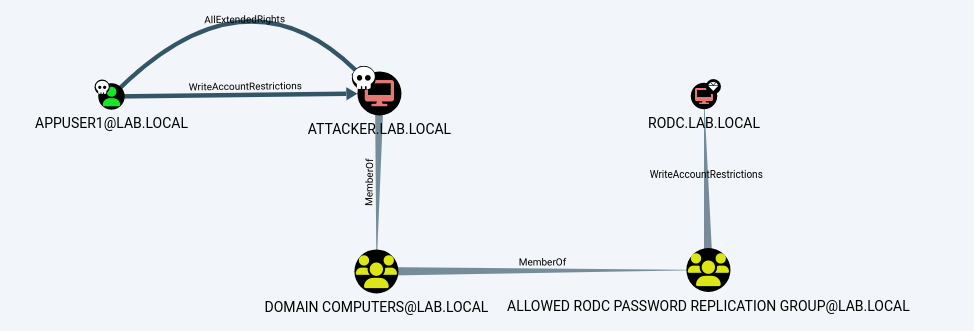 AllExtendedRights
WriteAccountRestrictions
APPUSER1@LAB.LOCAL
ATTACKER.LAB.LOCAL
RODC.LAB.LOCAL
MemberOf
WriteAccountRestrictions
MemberOf
DOMAIN COMPUTERS@LAB.LOCAL
ALLOWED RODC PASSWORD REPLICATION GROUP@LAB.LOCAL